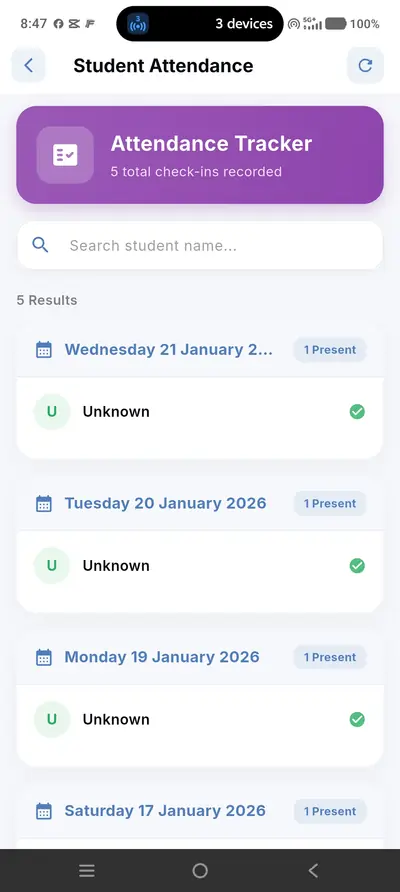 8:47
3
3 devices
5G+
100%
Student Attendance
Attendance Tracker
5 total check-ins recorded
Search student name...
5 Results
Wednesday 21 January 2...
1 Present
U
Unknown
Tuesday 20 January 2026
1 Present
U
Unknown
Monday 19 January 2026
1 Present
U
Unknown
Saturday 17 January 2026
1 Present